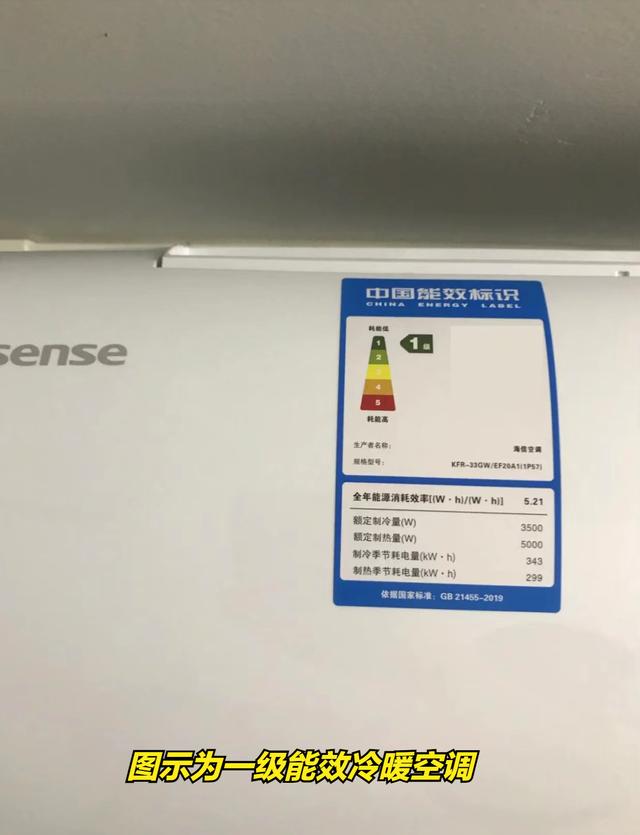 sense
中国能效标识
CHINA ENERGY LABEL
耗能低
1
2
3
4
5
1级
耗能高
生产者名称: 海信空调
规格型号: KFR-33GW/EF20A1(1P57)
全年能源消耗效率[(W·h)/(W·h)] 5.21
额定制冷量(W) 3500
额定制热量(W) 5000
制冷季节耗电量(kW·h) 343
制热季节耗电量(kW·h) 299
依据国家标准: GB 21455-2019
图示为一级能效冷暖空调